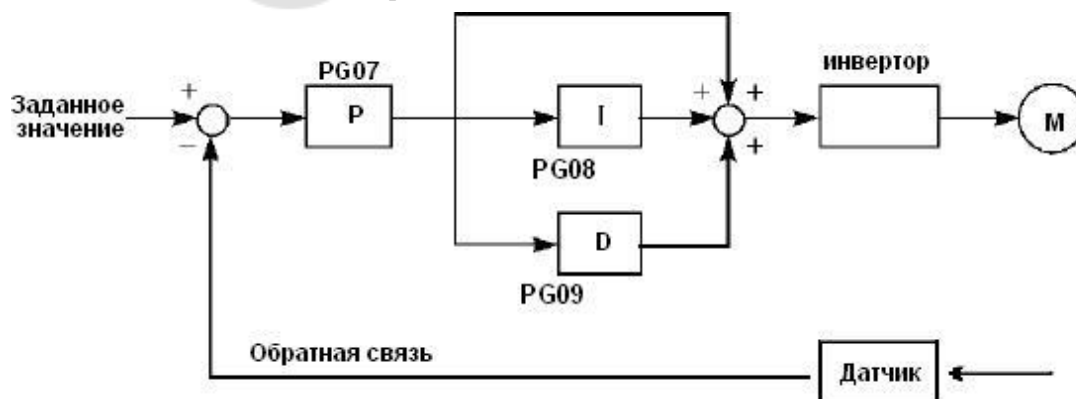 PG07
инвертор
+
Заданное
значение
P
I
+
+
M
−
+
PG08
D
PG09
Обратная связь
Датчик